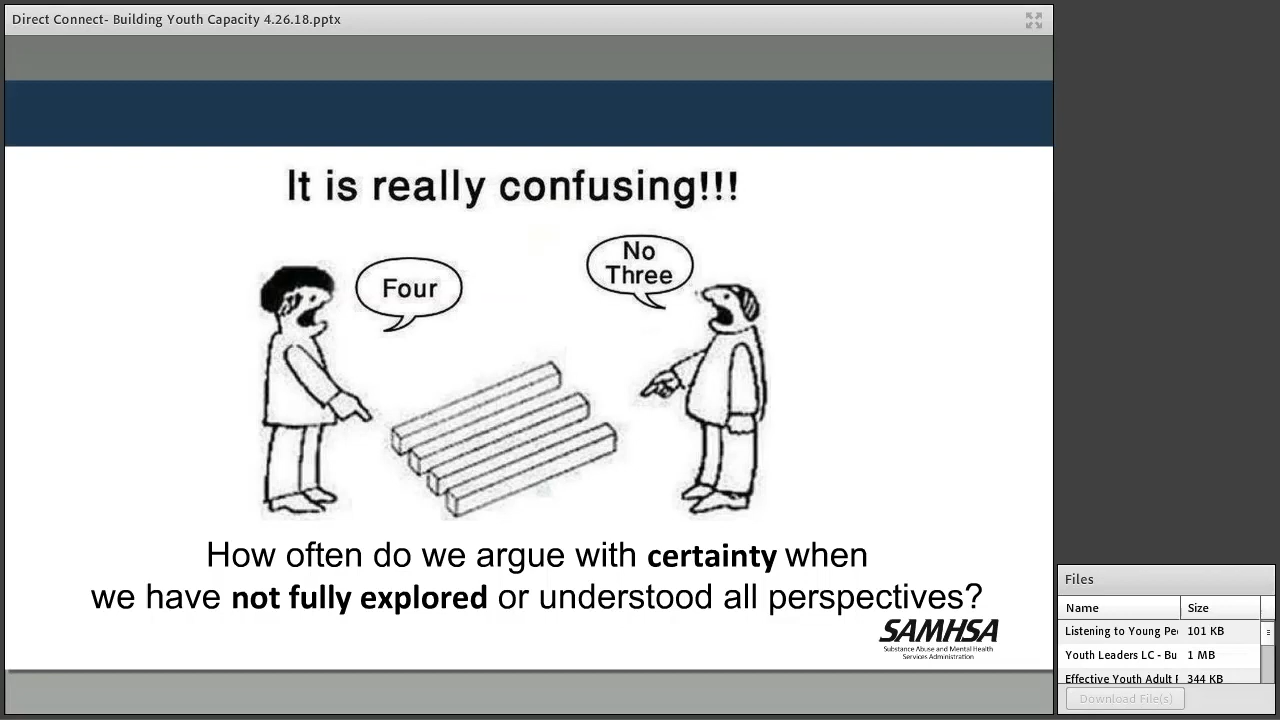 Direct Connect- Building Youth Capacity 4.26.18.pptx
It is really confusing!!!
Four
No
Three
How often do we argue with certainty when
we have not fully explored or understood all perspectives?
SAMHSA
Substance Abuse and Mental Health
Services Administration
Files
Name Size
Listening to Young Pe 101 KB
Youth Leaders LC - Bu 1 MB
Effective Youth Adult 344 KB
Download File(s)